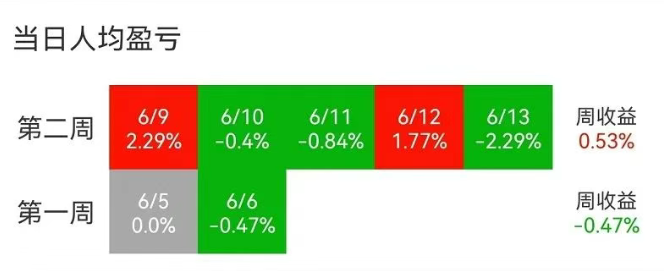 当日人均盈亏
第二周
6/9 6/10 6/11 6/12 6/13 周收益
2.29% -0.4% -0.84% 1.77% -2.29% 0.53%
第一周
6/5 6/6 周收益
0.0% -0.47% -0.47%